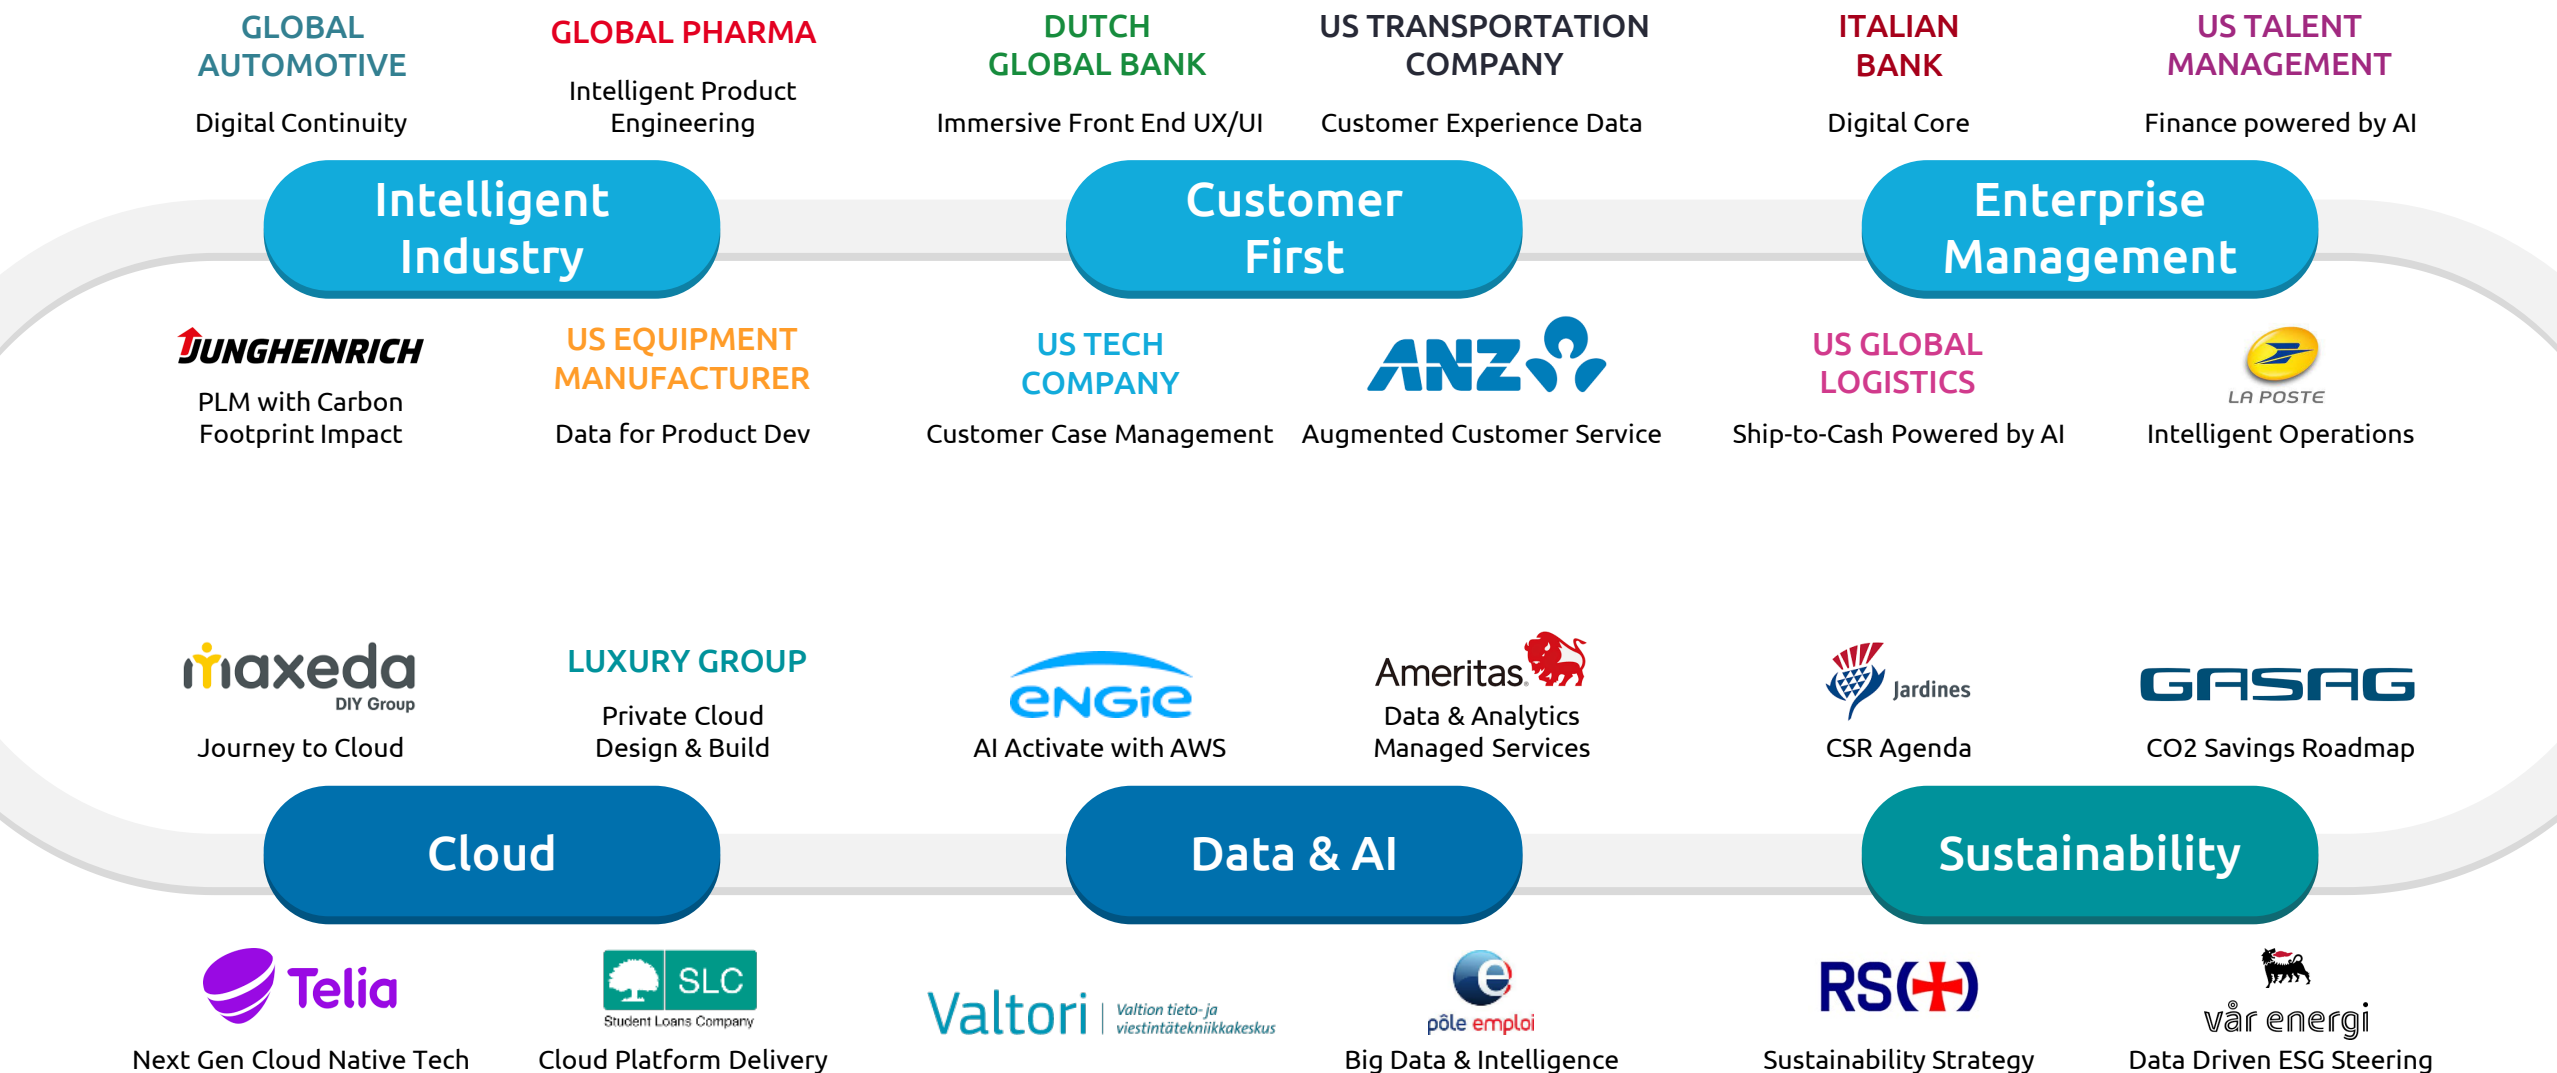 GLOBAL
AUTOMOTIVE
Digital Continuity
GLOBAL PHARMA
Intelligent Product
Engineering
DUTCH
GLOBAL BANK
Immersive Front End UX/UI
US TRANSPORTATION
COMPANY
Customer Experience Data
ITALIAN
BANK
Digital Core
US TALENT
MANAGEMENT
Finance powered by AI
Intelligent
Industry
Customer
First
Enterprise
Management
JUNGHEINRICH
PLM with Carbon
Footprint Impact
US EQUIPMENT
MANUFACTURER
Data for Product Dev
US TECH
COMPANY
Customer Case Management
ANZ
Augmented Customer Service
US GLOBAL
LOGISTICS
Ship-to-Cash Powered by AI
LA POSTE
Intelligent Operations
maxeda
DIY Group
Journey to Cloud
LUXURY GROUP
Private Cloud
Design & Build
ENGIE
AI Activate with AWS
Ameritas®
Data & Analytics
Managed Services
Jardines
CSR Agenda
GASAG
CO2 Savings Roadmap
Cloud
Data & AI
Sustainability
Telia
Next Gen Cloud Native Tech
SLC
Student Loans Company
Cloud Platform Delivery
Valtori
Valtion tieto- ja
viestintätekniikkakeskus
e
pôle emploi
Big Data & Intelligence
RS
Sustainability Strategy
vår energi
Data Driven ESG Steering